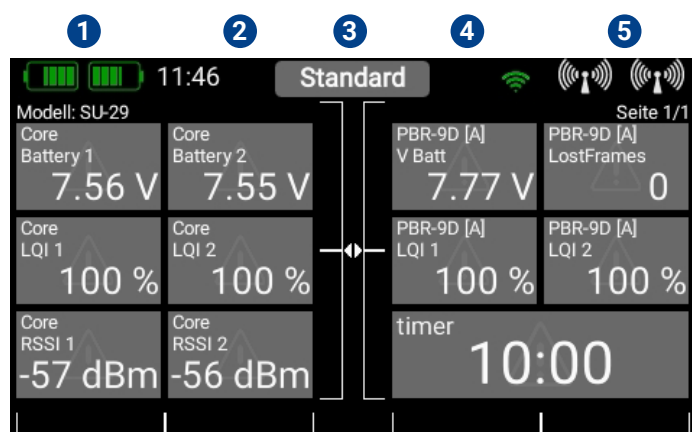 1 2 3 4 5
11:46 Standard
Modell: SU-29 Seite 1/1
Core
Battery 1
7.56 V
Core
Battery 2
7.55 V
PBR-9D [A]
V Batt
7.77 V
PBR-9D [A]
LostFrames
0
Core
LQI 1
100 %
Core
LQI 2
100 %
PBR-9D [A]
LQI 1
100 %
PBR-9D [A]
LQI 2
100 %
Core
RSSI 1
-57 dBm
Core
RSSI 2
-56 dBm
timer
10:00